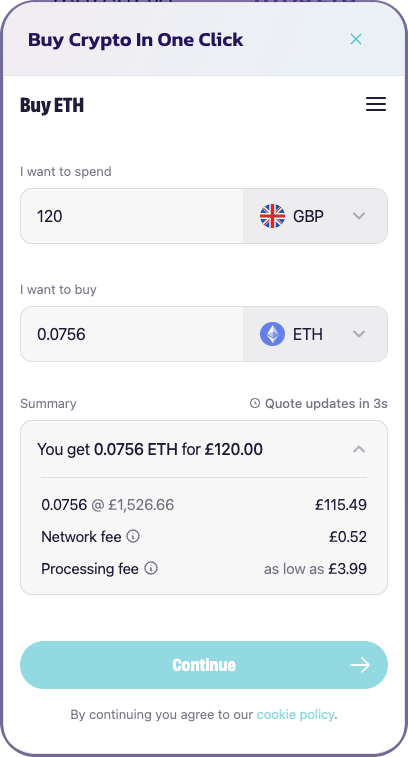 Buy Crypto In One Click
Buy ETH
I want to spend
120 GBP
I want to buy
0.0756 ETH
Summary Quote updates in 3s
You get 0.0756 ETH for £120.00
0.0756 @ £1,526.66 £115.49
Network fee £0.52
Processing fee as low as £3.99
Continue
By continuing you agree to our cookie policy.